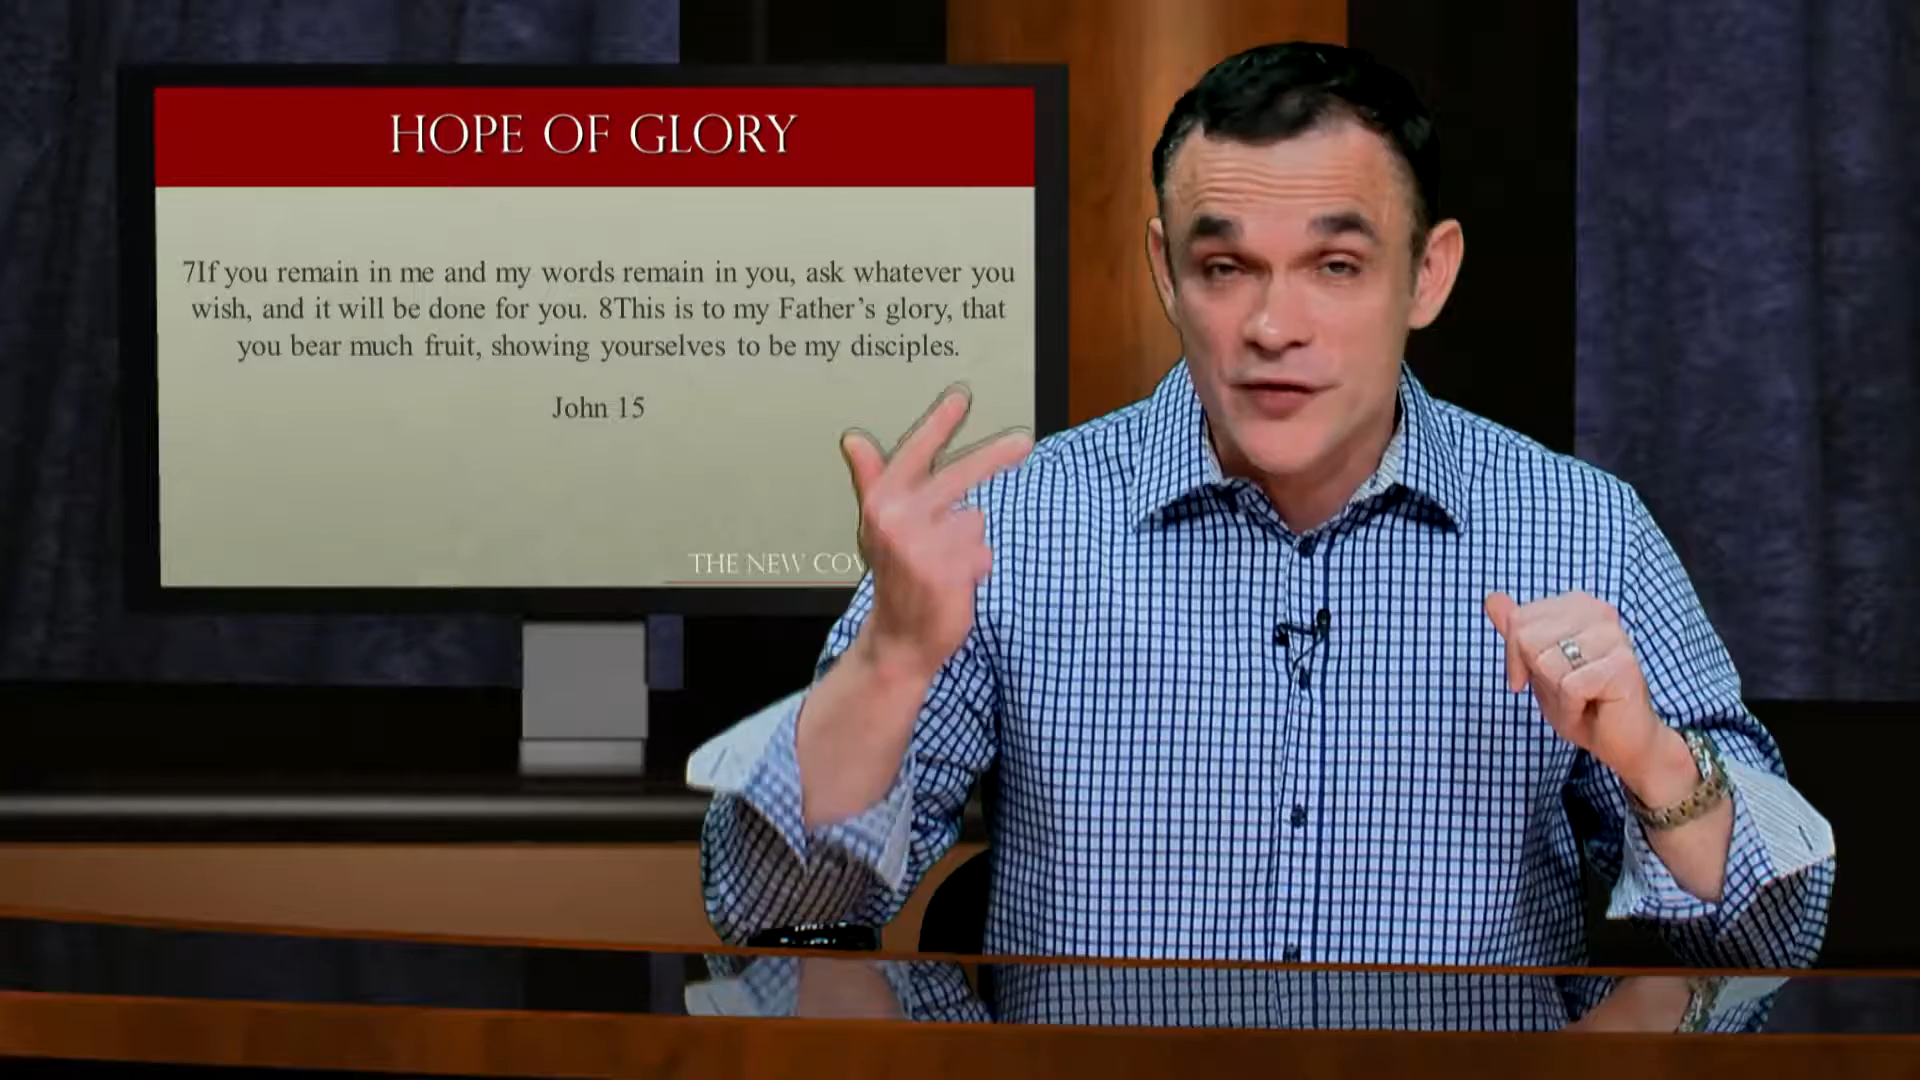 HOPE OF GLORY
7If you remain in me and my words remain in you, ask whatever you
wish, and it will be done for you. 8This is to my Father’s glory, that
you bear much fruit, showing yourselves to be my disciples.
John 15
THE NEW